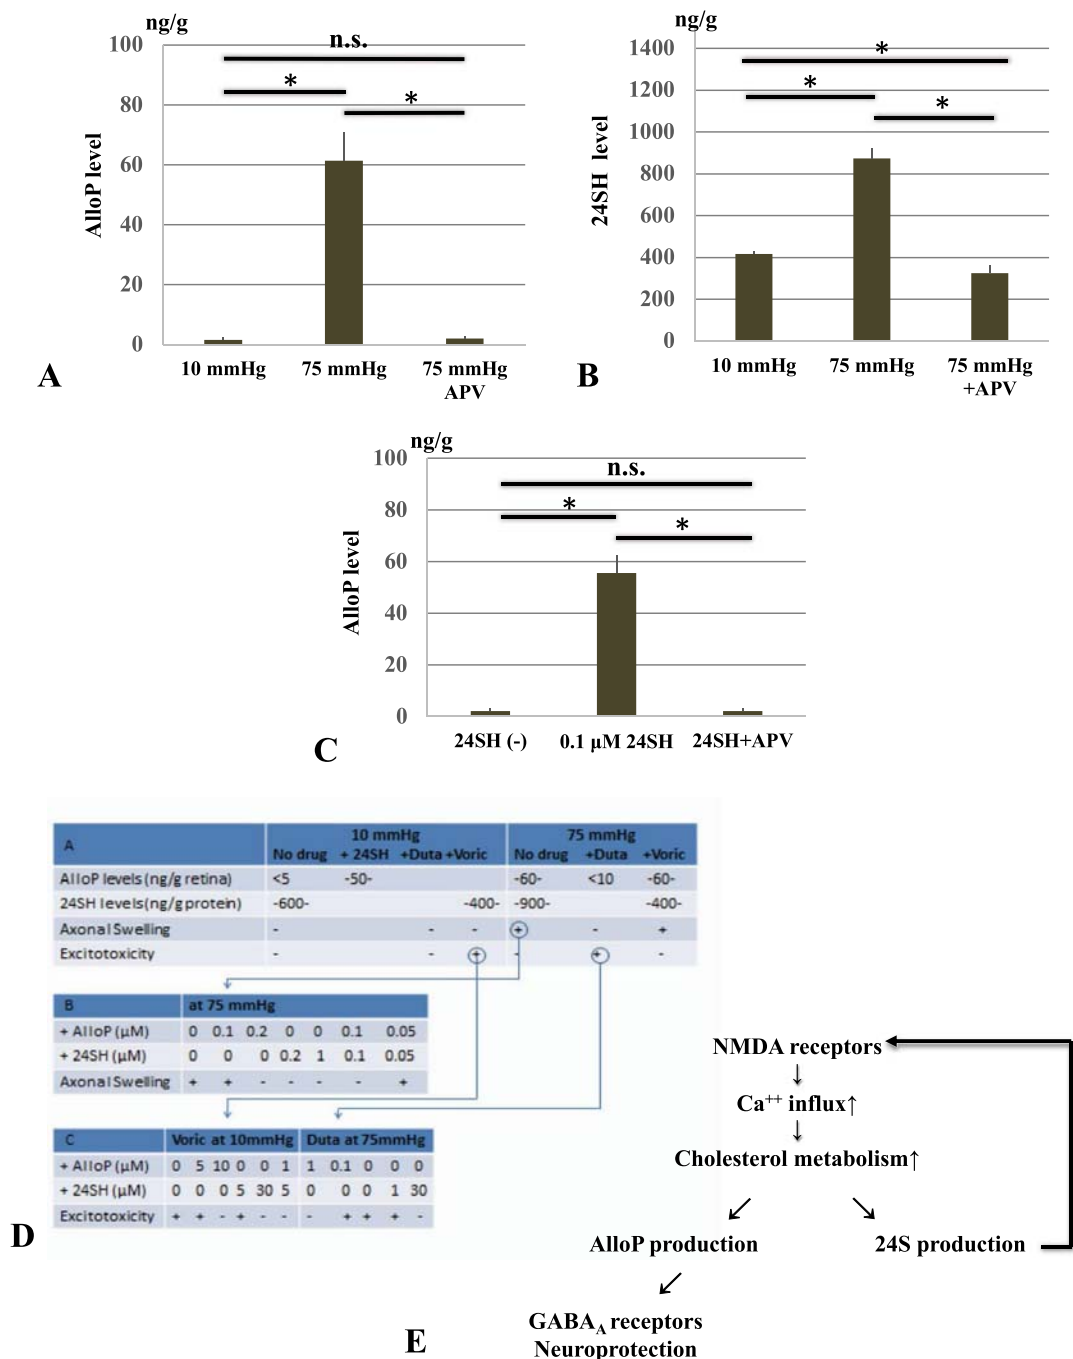 ng/g
100
80
60
40
20
0
AlloP level
n.s.
*
*
10 mmHg
75 mmHg
75 mmHg
APV
A
ng/g
1400
1200
1000
800
600
400
200
0
24SH level
*
*
*
10 mmHg
75 mmHg
75 mmHg
+APV
B
ng/g
100
80
60
40
20
0
AlloP level
n.s.
*
*
24SH (-)
0.1 μM 24SH
24SH+APV
C
A 10 mmHg 75 mmHg
No drug + 24SH +Duta +Voric No drug +Duta +Voric
AlloP levels (ng/g retina) <5 -50- -60- <10 -60-
24SH levels(ng/g protein) -600- -400- -900- -400-
Axonal Swelling - - - + - +
Excitotoxicity - - + - + -
B at 75 mmHg
+ AlloP (μM) 0 0.1 0.2 0 0 0.1 0.05
+ 24SH (μM) 0 0 0 0.2 1 0.1 0.05
Axonal Swelling + + - - - - +
C Voric at 10mmHg Duta at 75mmHg
+ AlloP (μM) 0 5 10 0 0 1 1 0.1 0 0 0
+ 24SH (μM) 0 0 0 5 30 5 0 0 0 1 30
Excitotoxicity + + - + - - - + + + -
D
NMDA receptors
↓
Ca++ influx↑
↓
Cholesterol metabolism↑
↙ ↘
AlloP production 24S production
↙
GABAA receptors
Neuroprotection
E